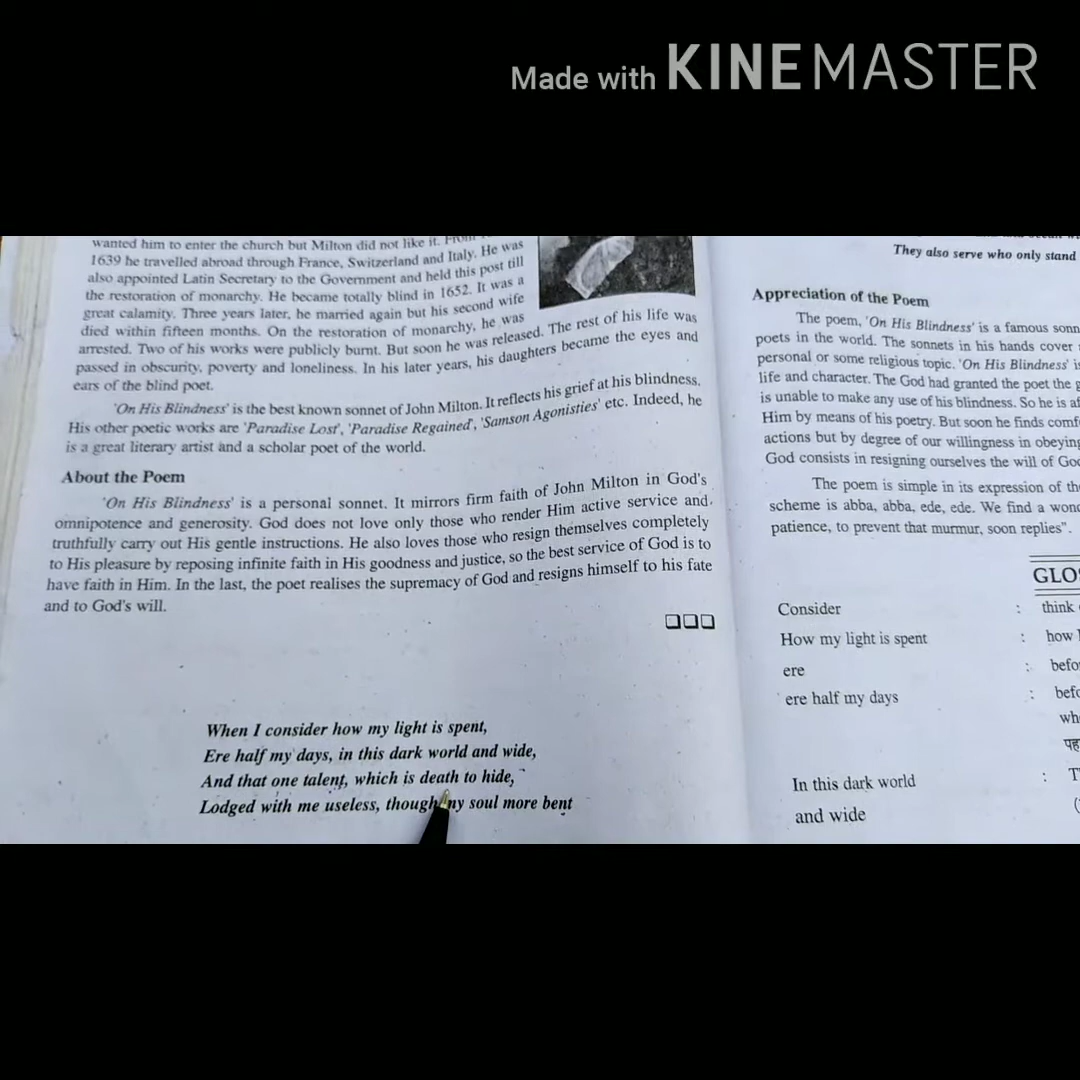 Made with KINEMASTER
wanted him to enter the church but Milton did not like it. From
1639 he travelled abroad through France, Switzerland and Italy. He was
also appointed Latin Secretary to the Government and held this post till
the restoration of monarchy. He became totally blind in 1652. It was a
great calamity. Three years later, he married again but his second wife
died within fifteen months. On the restoration of monarchy, he was
arrested. Two of his works were publicly burnt. But soon he was released. The rest of his life was
passed in obscurity, poverty and loneliness. In his later years, his daughters became the eyes and
ears of the blind poet.
'On His Blindness' is the best known sonnet of John Milton. It reflects his grief at his blindness.
His other poetic works are 'Paradise Lost', 'Paradise Regained', 'Samson Agonisties' etc. Indeed, he
is a great literary artist and a scholar poet of the world.
About the Poem
'On His Blindness' is a personal sonnet. It mirrors firm faith of John Milton in God's
omnipotence and generosity. God does not love only those who render Him active service and
truthfully carry out His gentle instructions. He also loves those who resign themselves completely
to His pleasure by reposing infinite faith in His goodness and justice, so the best service of God is to
have faith in Him. In the last, the poet realises the supremacy of God and resigns himself to his fate
and to God's will.
When I consider how my light is spent,
Ere half my days, in this dark world and wide,
And that one talent, which is death to hide,
Lodged with me useless, though my soul more bent
They also serve who only stand
Appreciation of the Poem
The poem, 'On His Blindness' is a famous sonn
poets in the world. The sonnets in his hands cover
personal or some religious topic. 'On His Blindness' is
life and character. The God had granted the poet the g
is unable to make any use of his blindness. So he is af
Him by means of his poetry. But soon he finds comf
actions but by degree of our willingness in obeying
God consists in resigning ourselves the will of God
The poem is simple in its expression of the
scheme is abba, abba, ede, ede. We find a wond
patience, to prevent that murmur, soon replies".
GLOS
Consider : think
How my light is spent : how
ere : befo
ere half my days : befo
wh
पह
In this dark world : T
and wide (